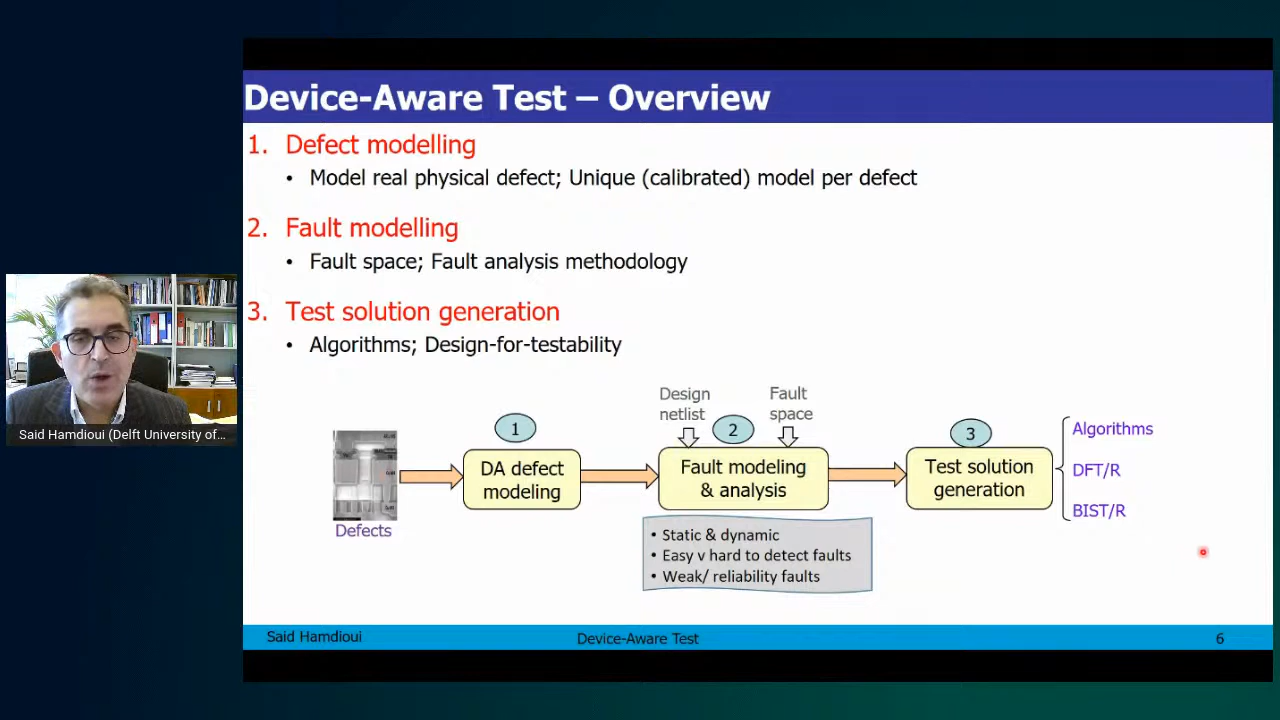 Device-Aware Test – Overview
1. Defect modelling
• Model real physical defect; Unique (calibrated) model per defect
2. Fault modelling
• Fault space; Fault analysis methodology
3. Test solution generation
• Algorithms; Design-for-testability
Design
netlist
Fault
space
1
2
3
DA defect
modeling
Fault modeling
& analysis
Test solution
generation
Algorithms
DFT/R
BIST/R
Defects
• Static & dynamic
• Easy v hard to detect faults
• Weak/ reliability faults
Said Hamdioui (Delft University of...
Said Hamdioui
Device-Aware Test
6